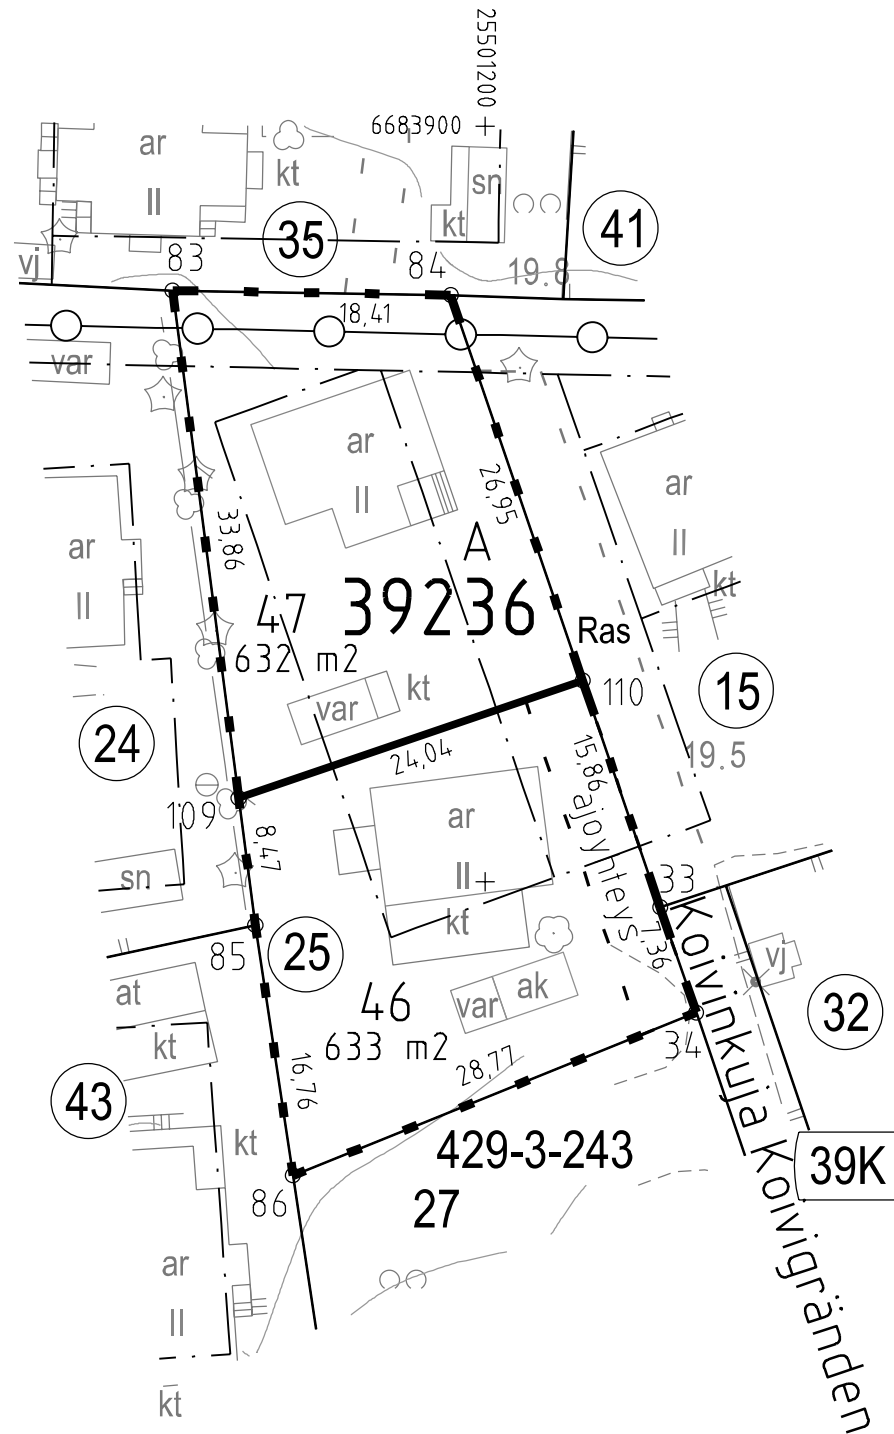 25501200
6683900
ar
II
kt
sn
kt
vj
35
41
83
84
19.8
18,41
var
ar
II
26,95
ar
II
kt
33,86
A
47
39236
632 m2
Ras
ar
II
kt
var
110
15
24
24,04
15,86
19.5
109
8,47
ar
II
kt
ajoyhteys
sn
33
7,36
85
25
at
kt
46
633 m2
var
ak
vj
32
34
28,77
16,76
43
kt
Koivinkuja Koivigränden
429-3-243
39K
86
27
ar
II
kt